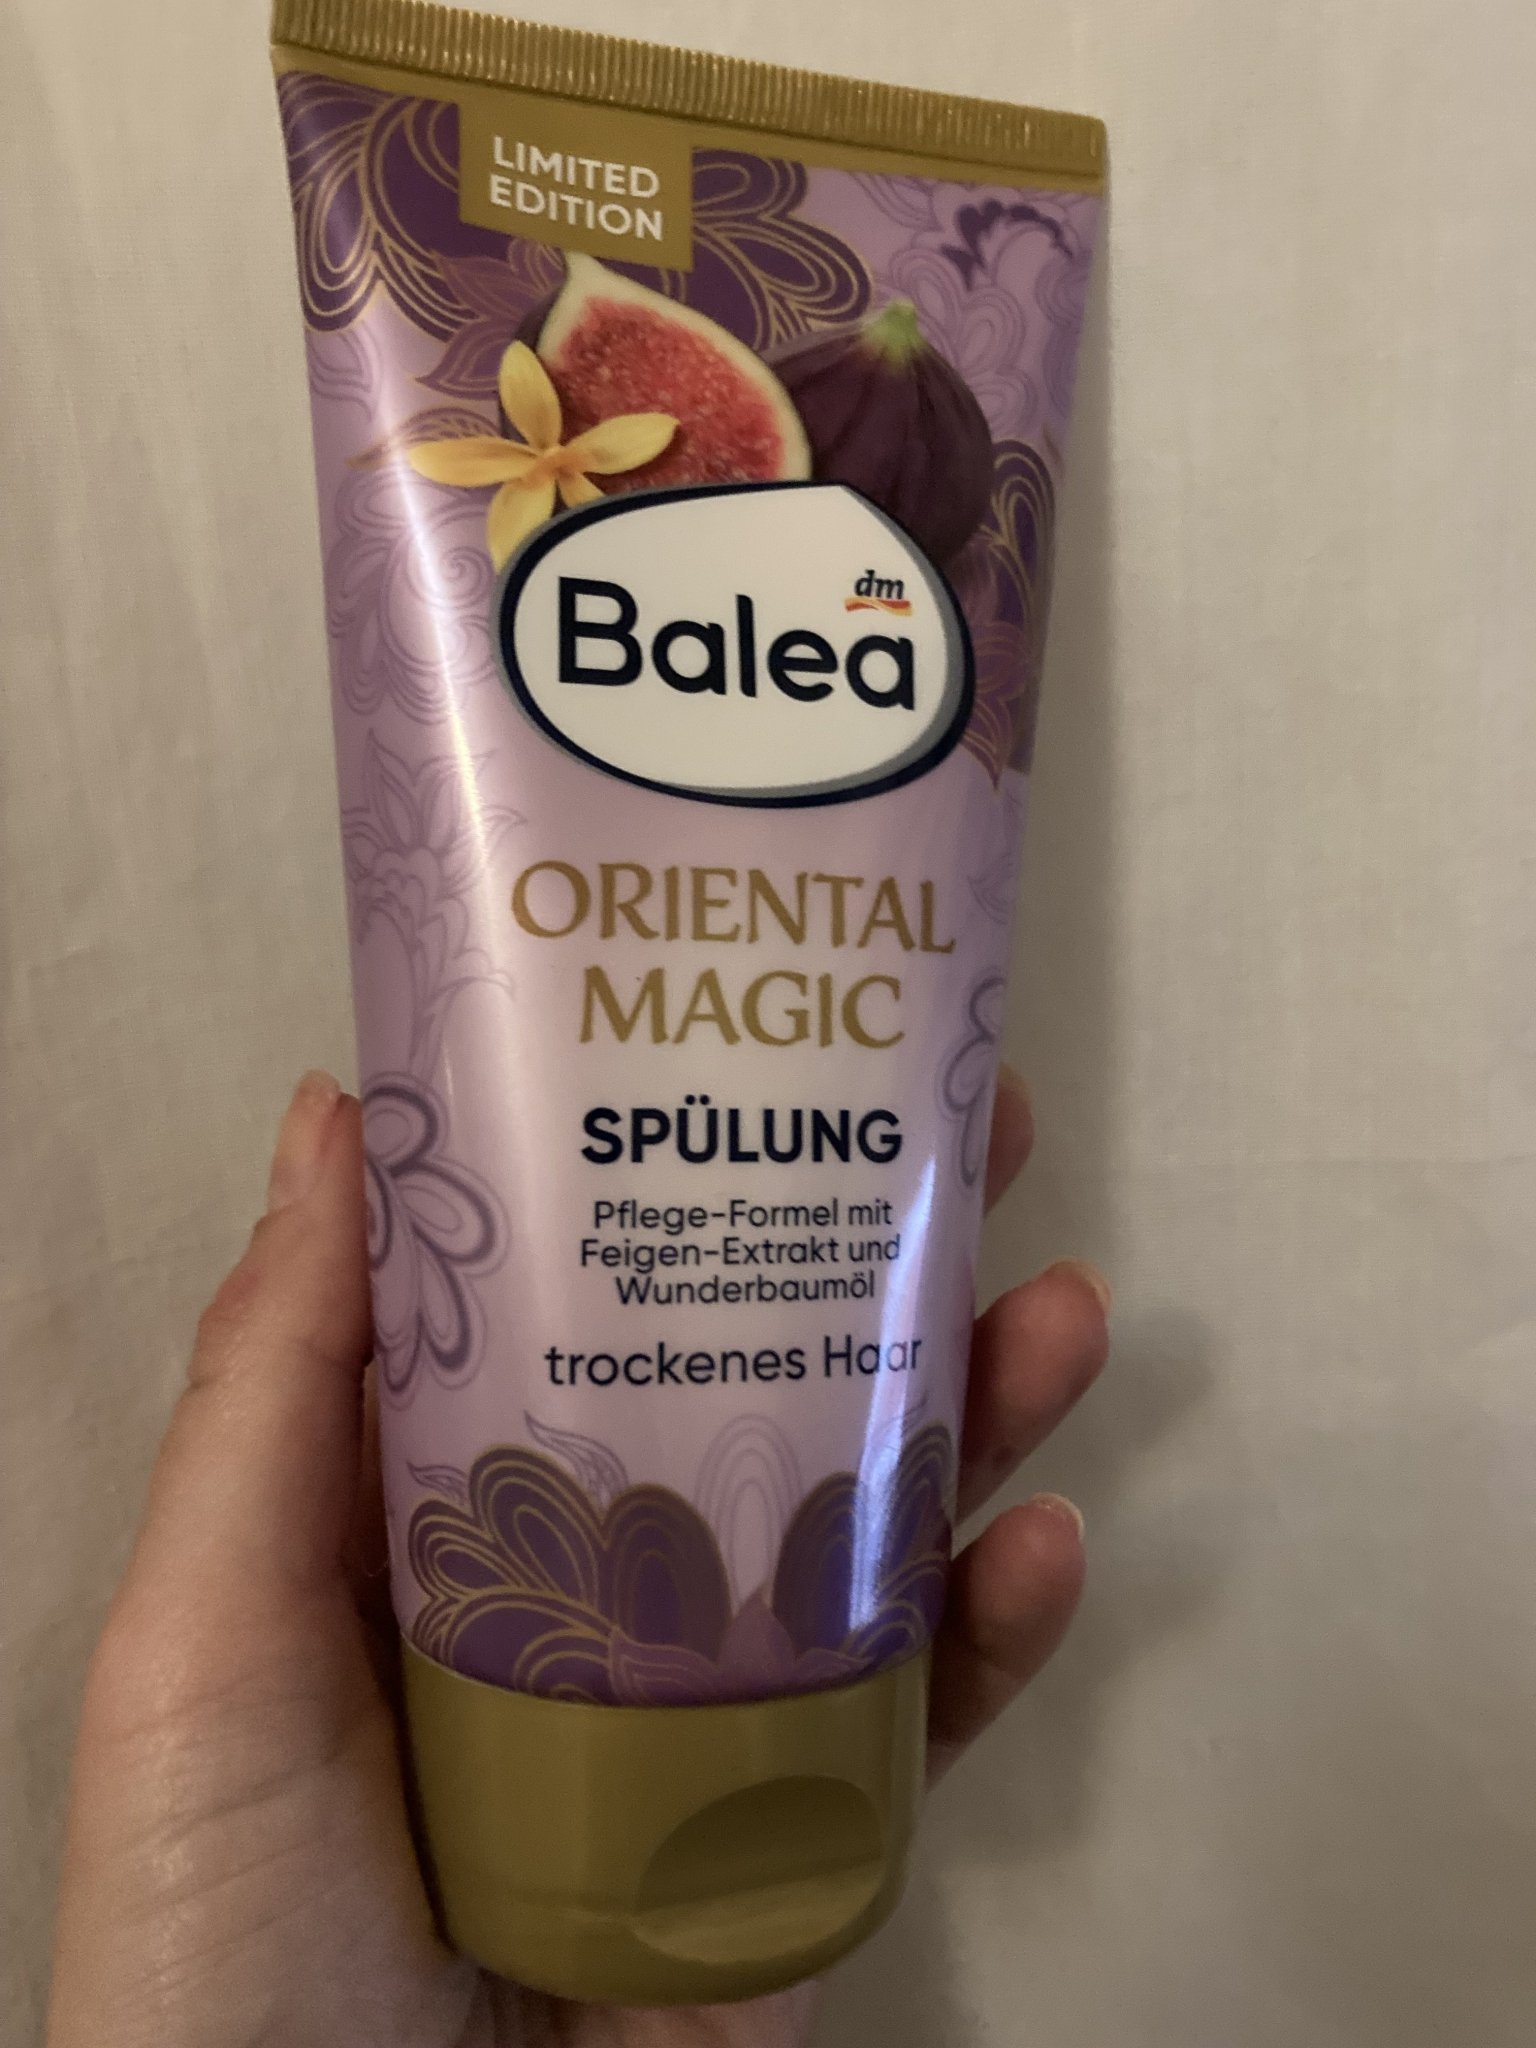 LIMITED
EDITION
dm
Balea
ORIENTAL
MAGIC
SPÜLUNG
Pflege-Formel mit
Feigen-Extrakt und
Wunderbaumöl
trockenes Haar